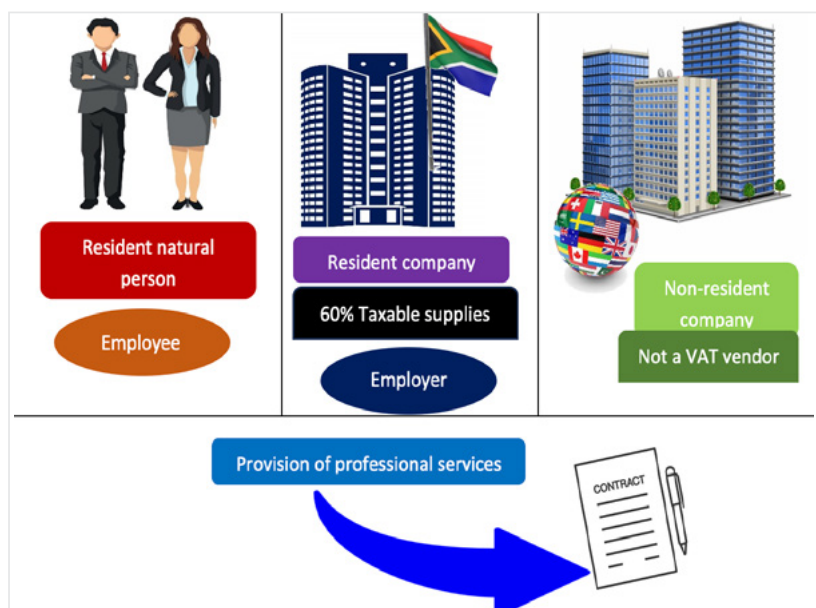 Resident natural
person
Employee
Resident company
60% Taxable supplies
Employer
Non-resident
company
Not a VAT vendor
Provision of professional services
CONTRACT